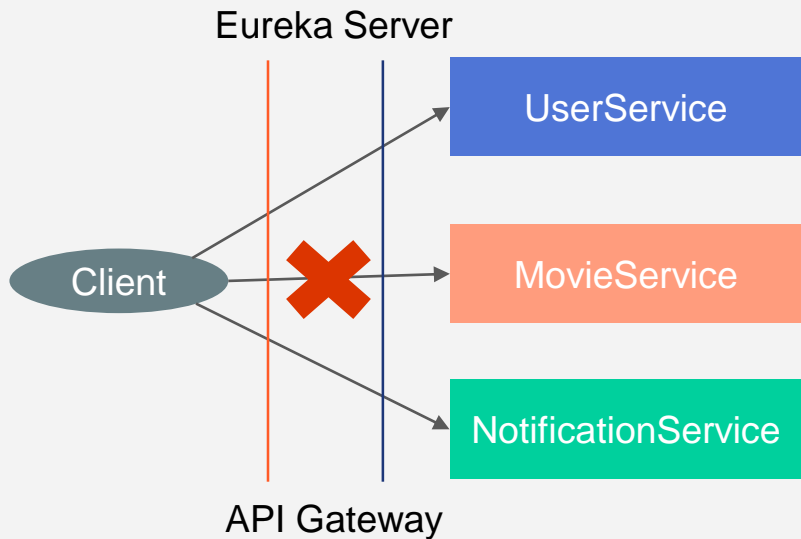 Eureka Server
UserService
Client
MovieService
NotificationService
API Gateway